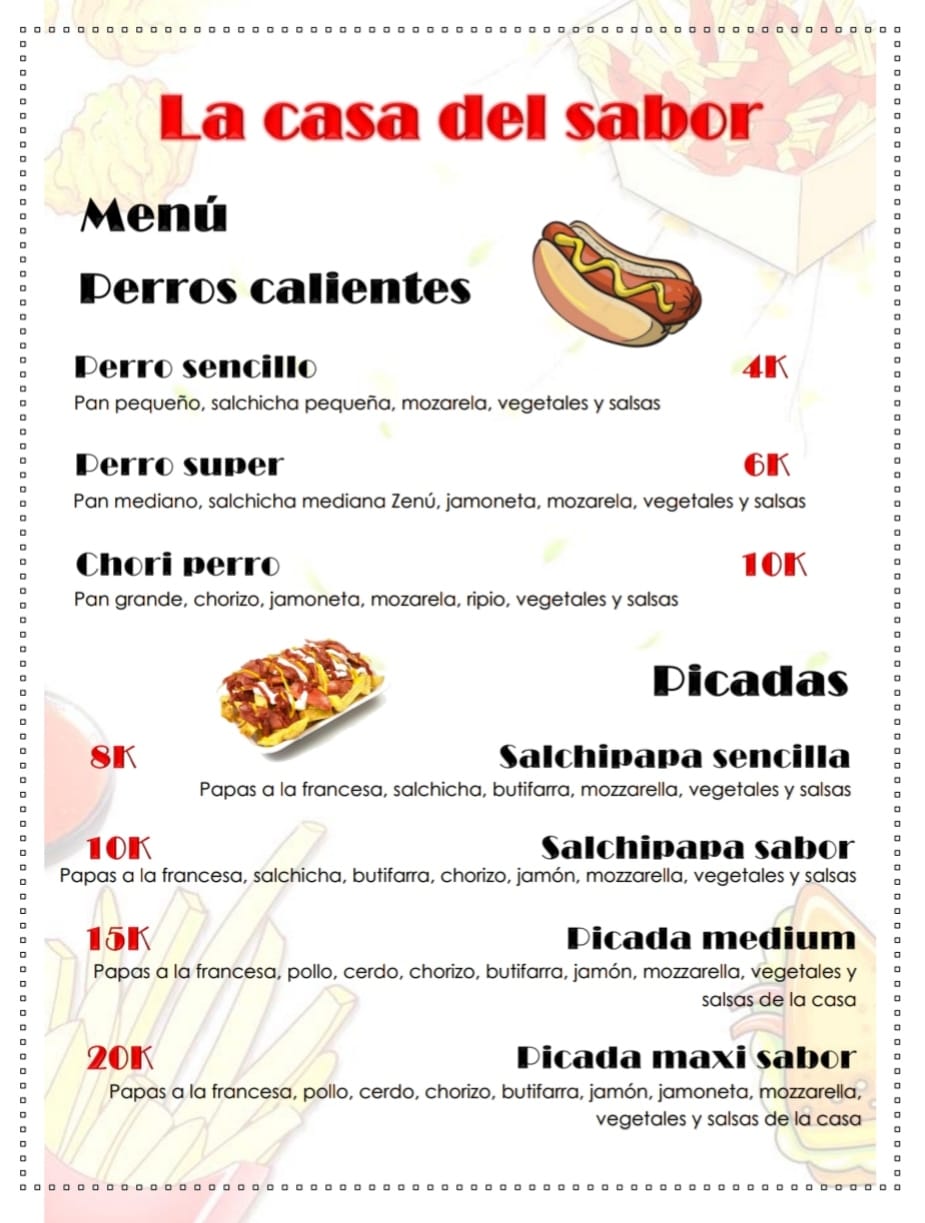 La casa del sabor
Menú
Perros calientes
Perro sencillo 4K
Pan pequeño, salchicha pequeña, mozarela, vegetales y salsas
Perro super 6K
Pan mediano, salchicha mediana Zenú, jamoneta, mozarela, vegetales y salsas
Chori perro 10K
Pan grande, chorizo, jamoneta, mozarela, ripio, vegetales y salsas
Picadas
8K Salchipapa sencilla
Papas a la francesa, salchicha, butifarra, mozzarella, vegetales y salsas
10K Salchipapa sabor
Papas a la francesa, salchicha, butifarra, chorizo, jamón, mozzarella, vegetales y salsas
15K Picada medium
Papas a la francesa, pollo, cerdo, chorizo, butifarra, jamón, mozzarella, vegetales y
salsas de la casa
20K Picada maxi sabor
Papas a la francesa, pollo, cerdo, chorizo, butifarra, jamón, jamoneta, mozzarella,
vegetales y salsas de la casa